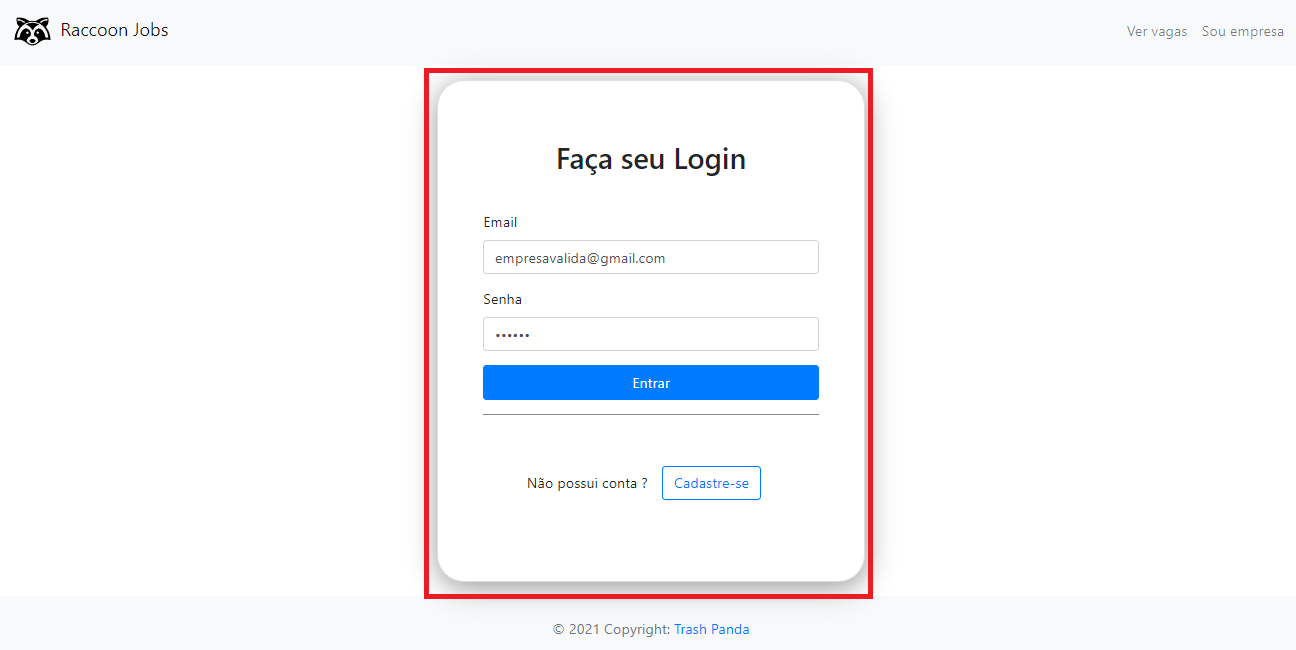 Raccoon Jobs
Ver vagas Sou empresa
Faça seu Login
Email
empresavalida@gmail.com
Senha
••••••
Entrar
Não possui conta ? Cadastre-se
© 2021 Copyright: Trash Panda